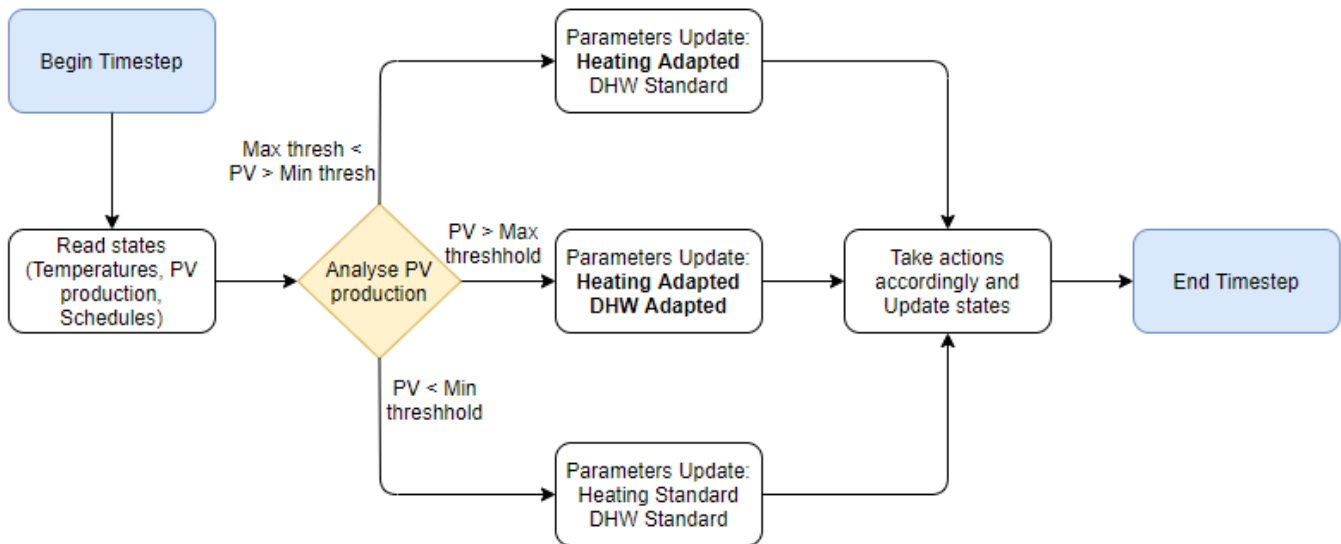 Begin Timestep
Read states
(Temperatures, PV
production,
Schedules)
Analyse PV
production
Max thresh <
PV > Min thresh
PV > Max
threshhold
PV < Min
threshhold
Parameters Update:
Heating Adapted
DHW Standard
Parameters Update:
Heating Adapted
DHW Adapted
Parameters Update:
Heating Standard
DHW Standard
Take actions
accordingly and
Update states
End Timestep